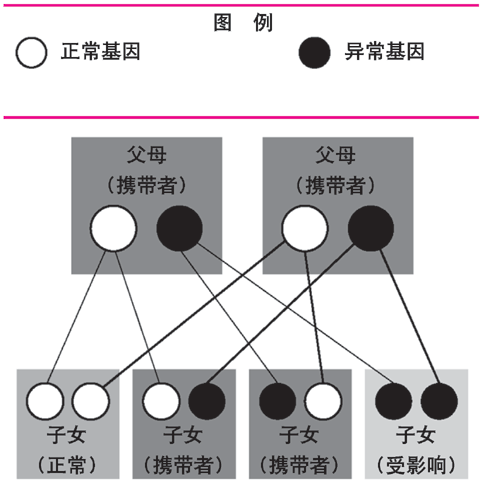 图 例
正常基因
异常基因
父母
（携带者）
父母
（携带者）
子女
（正常）
子女
（携带者）
子女
（携带者）
子女
（受影响）